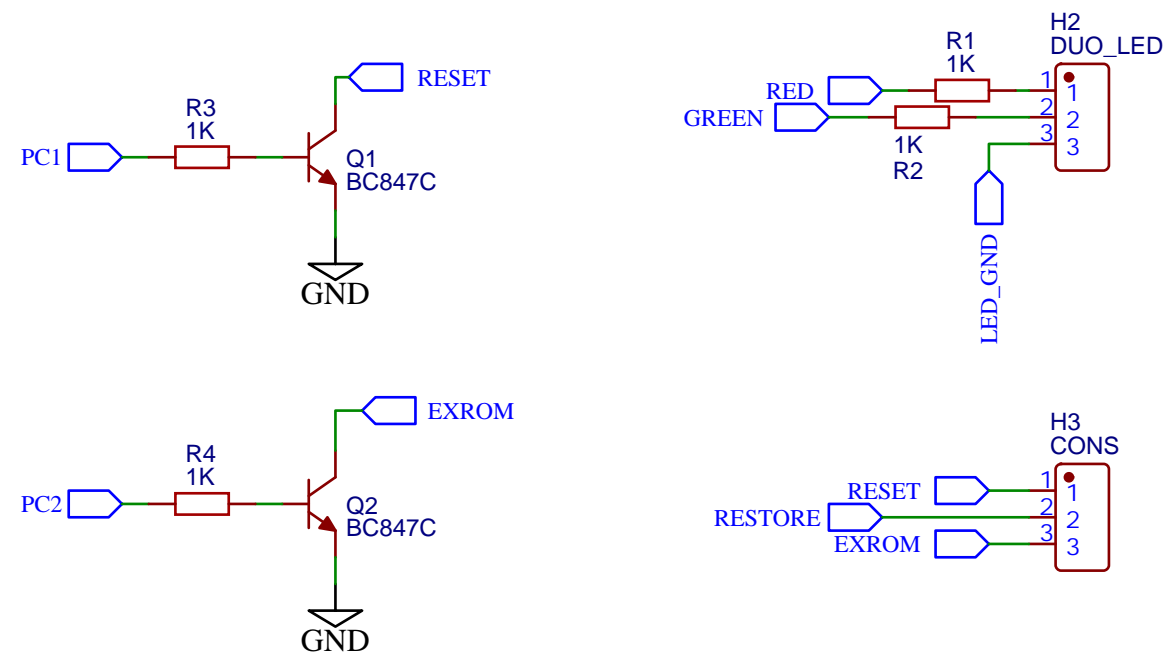 RESET
R3
1K
PC1
Q1
BC847C
GND
H2
DUO_LED
R1
1K
RED
1
1
GREEN
2
2
1K
R2
3
3
LED_GND
EXROM
R4
1K
PC2
Q2
BC847C
GND
H3
CONS
RESET
1
1
RESTORE
2
2
EXROM
3
3